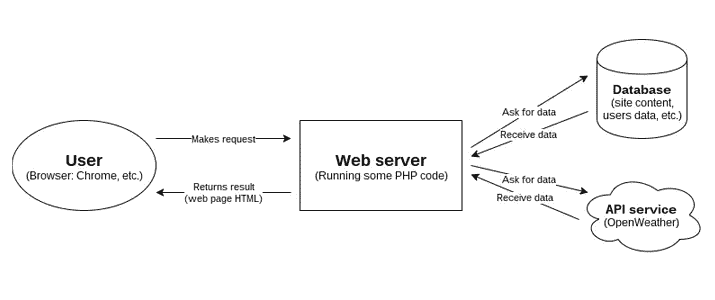 User
(Browser: Chrome, etc.)
Makes request
Returns result
(web page HTML)
Web server
(Running some PHP code)
Ask for data
Receive data
Database
(site content,
users data, etc.)
Ask for data
Receive data
API service
(OpenWeather)